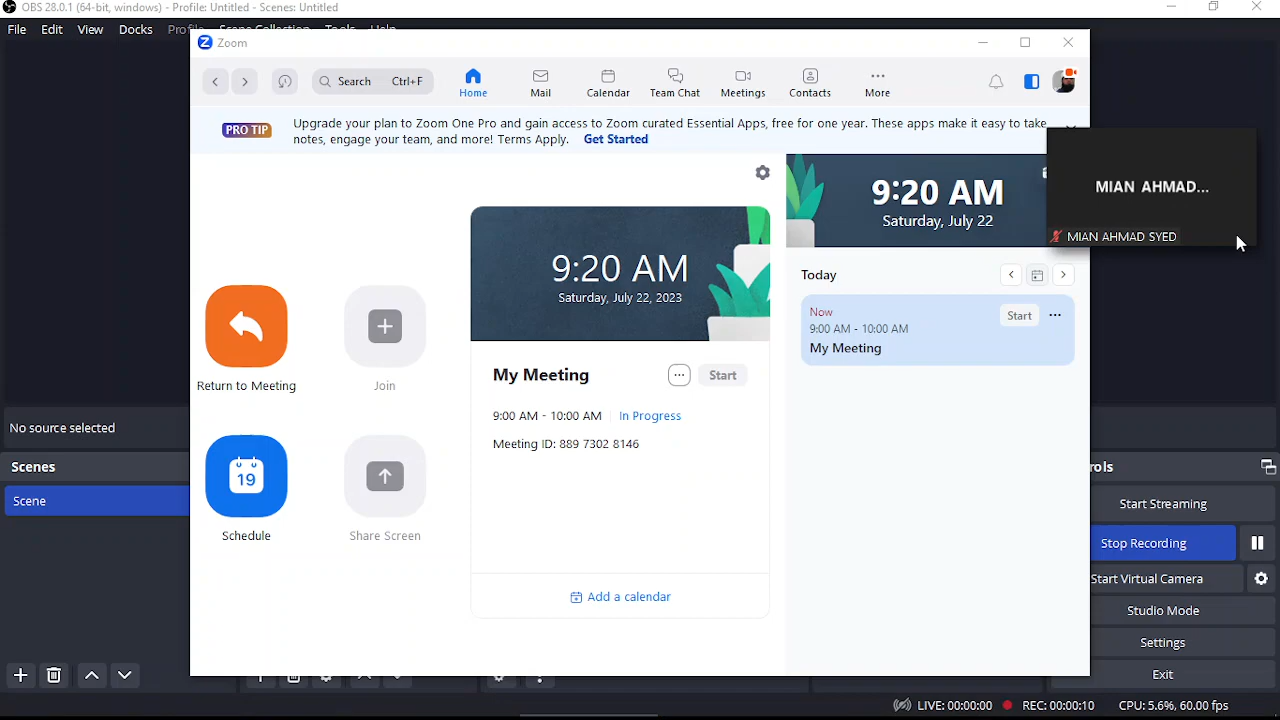 OBS 28.0.1 (64-bit, windows) - Profile: Untitled - Scenes: Untitled
File Edit View Docks
Zoom
Search Ctrl+F
Home
Mail
Calendar
Team Chat
Meetings
Contacts
More
PRO TIP
Upgrade your plan to Zoom One Pro and gain access to Zoom curated Essential Apps, free for one year. These apps make it easy to take
notes, engage your team, and more! Terms Apply. Get Started
9:20 AM
Saturday, July 22
MIAN AHMAD...
MIAN AHMAD SYED
9:20 AM
Saturday, July 22, 2023
Return to Meeting
Join
19
Schedule
Share Screen
My Meeting
Start
9:00 AM - 10:00 AM In Progress
Meeting ID: 889 7302 8146
Add a calendar
Today
Now
9:00 AM - 10:00 AM
Start
My Meeting
No source selected
Scenes
Scene
rols
Start Streaming
Stop Recording
Start Virtual Camera
Studio Mode
Settings
Exit
LIVE: 00:00:00 REC: 00:00:10 CPU: 5.6%, 60.00 fps